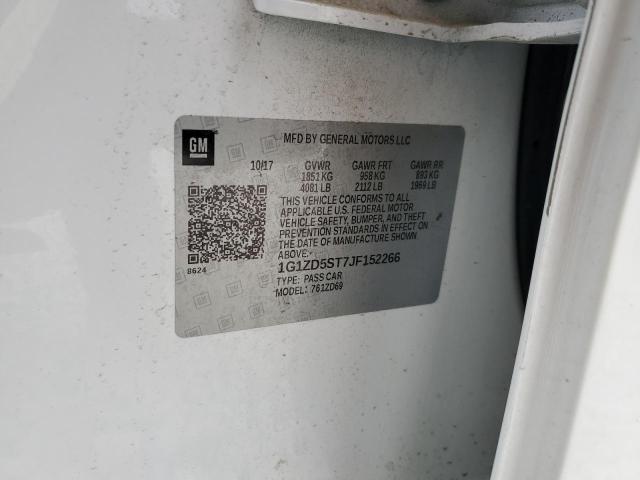 GM
MFD BY GENERAL MOTORS LLC
10/17 GVWR GAWR FRT GAWR RR
1851 KG 958 KG 893 KG
4081 LB 2112 LB 1969 LB
THIS VEHICLE CONFORMS TO ALL
APPLICABLE U.S. FEDERAL MOTOR
VEHICLE SAFETY, BUMPER, AND THEFT
PREVENTION STANDARDS IN EFFECT ON
THE DATE OF MANUFACTURE SHOWN
ABOVE.
8624
1G1ZD5ST7JF152266
TYPE: PASS CAR
MODEL: 761ZD69